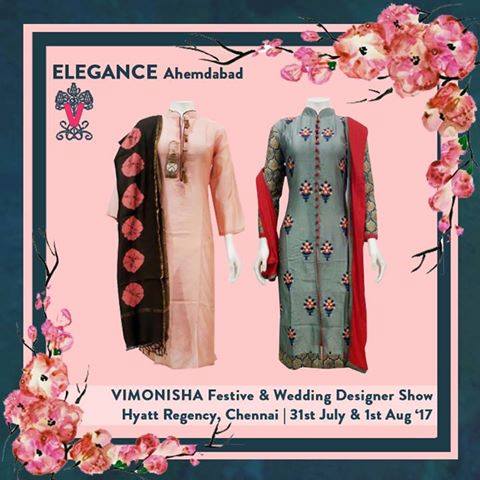 ELEGANCE Ahemdabad
V
VIMONISHA Festive & Wedding Designer Show
Hyatt Regency, Chennai | 31st July & 1st Aug '17